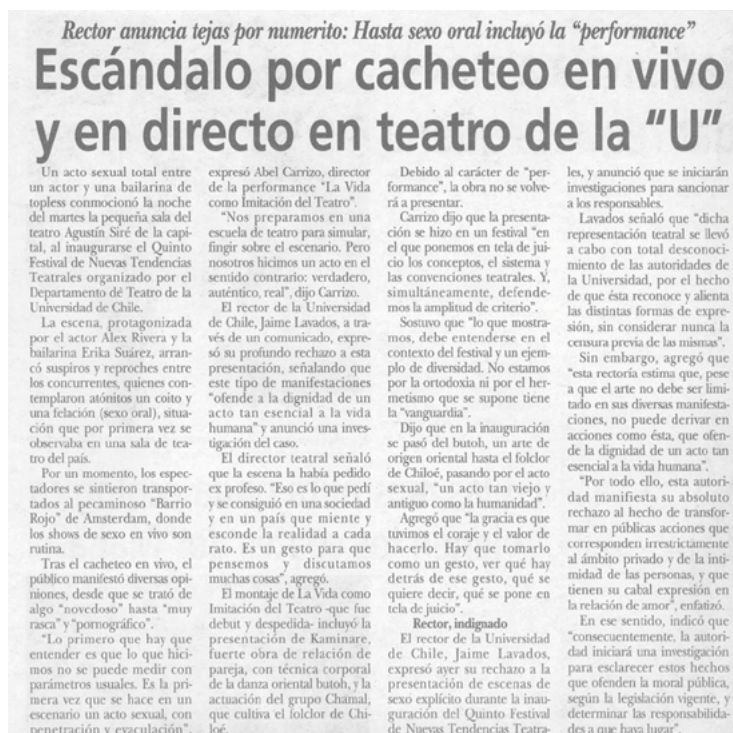 Rector anuncia tejas por numerito: Hasta sexo oral incluyó la “performance”
Escándalo por cacheteo en vivo
y en directo en teatro de la “U”
Un acto sexual total entre
un actor y una bailarina de
topless conmocionó la noche
del martes la pequeña sala del
teatro Agustín Siré de la capi-
tal, al inaugurarse el Quinto
Festival de Nuevas Tendencias
Teatrales organizado por el
Departamento de Teatro de la
Universidad de Chile.
La escena, protagonizada
por el actor Alex Rivera y la
bailarina Erika Suárez, arran-
có suspiros y reproches entre
los concurrentes, quienes con-
templaron atónitos un coito y
una felación (sexo oral), situa-
ción que por primera vez se
observaba en una sala de tea-
tro del país.
Por un momento, los espec-
tadores se sintieron transpor-
tados al pecaminoso “Barrio
Rojo” de Amsterdam, donde
los shows de sexo en vivo son
rutina.
Tras el cacheteo en vivo, el
público manifestó diversas opi-
niones, desde que se trató de
algo “novedoso” hasta “muy
rasca” y “pornográfico”.
“Lo primero que hay que
entender es que lo que hici-
mos no se puede medir con
parámetros usuales. Es la pri-
mera vez que se hace en un
escenario un acto sexual, con
penetración y eyaculación”,
expresó Abel Carrizo, director
de la performance “La Vida
como Imitación del Teatro”.
“Nos preparamos en una
escuela de teatro para simular,
fingir sobre el escenario. Pero
nosotros hicimos un acto en el
sentido contrario: verdadero,
auténtico, real”, dijo Carrizo.
El rector de la Universidad
de Chile, Jaime Lavados, a tra-
vés de un comunicado, expre-
só su profundo rechazo a esta
presentación, señalando que
este tipo de manifestaciones
“ofende a la dignidad de un
acto tan esencial a la vida
humana” y anunció una inves-
tigación del caso.
El director teatral señaló
que la escena la había pedido
ex profeso. “Eso es lo que pedí
y se consiguió en una sociedad
y en un país que miente y
esconde la realidad a cada
rato. Es un gesto para que
pensemos y discutamos
muchas cosas”, agregó.
El montaje de La Vida como
Imitación del Teatro -que fue
debut y despedida- incluyó la
presentación de Kaminare,
fuerte obra de relación de
pareja, con técnica corporal
de la danza oriental butoh, y la
actuación del grupo Chamal,
que cultiva el folclor de Chi-
loé.
Debido al carácter de “per-
formance”, la obra no se volve-
rá a presentar.
Carrizo dijo que la presenta-
ción se hizo en un festival “en
el que ponemos en tela de jui-
cio los conceptos, el sistema y
las convenciones teatrales. Y,
simultáneamente, defende-
mos la amplitud de criterio”.
Sostuvo que “lo que mostra-
mos, debe entenderse en el
contexto del festival y un ejem-
plo de diversidad. No estamos
por la ortodoxia ni por el her-
metismo que se supone tiene
la “vanguardia”.
Dijo que en la inauguración
se pasó del butoh, un arte de
origen oriental hasta el folclor
de Chiloé, pasando por el acto
sexual, “un acto tan viejo y
antiguo como la humanidad”.
Agregó que “la gracia es que
tuvimos el coraje y el valor de
hacerlo. Hay que tomarlo
como un gesto, ver qué hay
detrás de ese gesto, qué se
quiere decir, qué se pone en
tela de juicio”.
Rector, indignado
El rector de la Universidad
de Chile, Jaime Lavados,
expresó ayer su rechazo a la
presentación de escenas de
sexo explícito durante la inau-
guración del Quinto Festival
de Nuevas Tendencias Teatra-
les, y anunció que se iniciarán
investigaciones para sancionar
a los responsables.
Lavados señaló que “dicha
representación teatral se llevó
a cabo con total desconoci-
miento de las autoridades de
la Universidad, por el hecho
de que ésta reconoce y alienta
las distintas formas de expre-
sión, sin considerar nunca la
censura previa de las mismas”.
Sin embargo, agregó que
“esta rectoría estima que, pese
a que el arte no debe ser limi-
tado en sus diversas manifesta-
ciones, no puede derivar en
acciones como ésta, que ofen-
de la dignidad de un acto tan
esencial a la vida humana”.
“Por todo ello, esta autori-
dad manifiesta su absoluto
rechazo al hecho de transfor-
mar en públicas acciones que
corresponden irrestrictamente
al ámbito privado y de la inti-
midad de las personas, y que
tienen su cabal expresión en
la relación de amor”, enfatizó.
En ese sentido, indicó que
“consecuentemente, la autori-
dad iniciará una investigación
para esclarecer estos hechos
que ofenden la moral pública,
según la legislación vigente, y
determinar las responsabilida-
des a que haya lugar”.